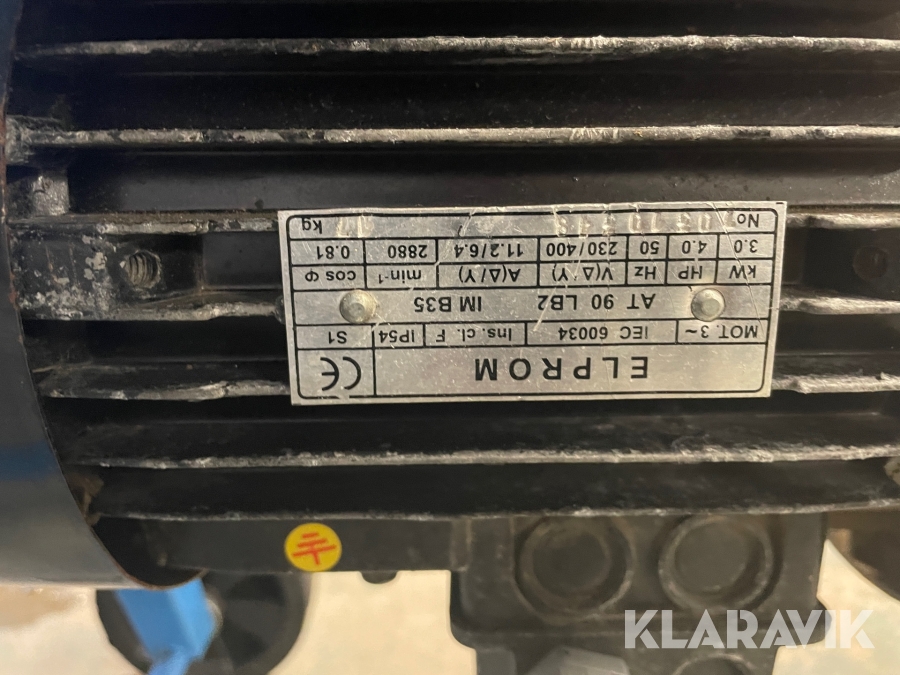 ELPROM CE
MOT. 3~ IEC 60034 Ins. cl. F IP54 S1
AT 90 LB2 IM B35
kW HP Hz V(Δ/Y) A(Δ/Y) min-1 cos φ
3.0 4.0 50 230/400 11.2/6.4 2880 0.81
No. kg
KLARAVIK